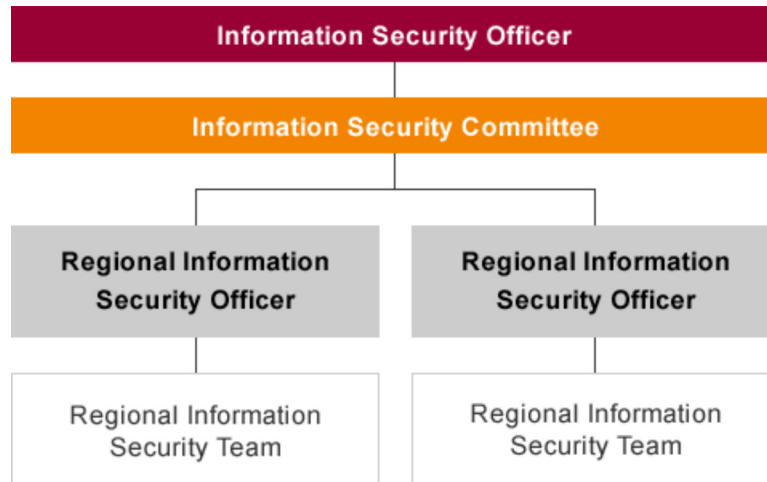 Information Security Officer
Information Security Committee
Regional Information
Security Officer
Regional Information
Security Officer
Regional Information
Security Team
Regional Information
Security Team